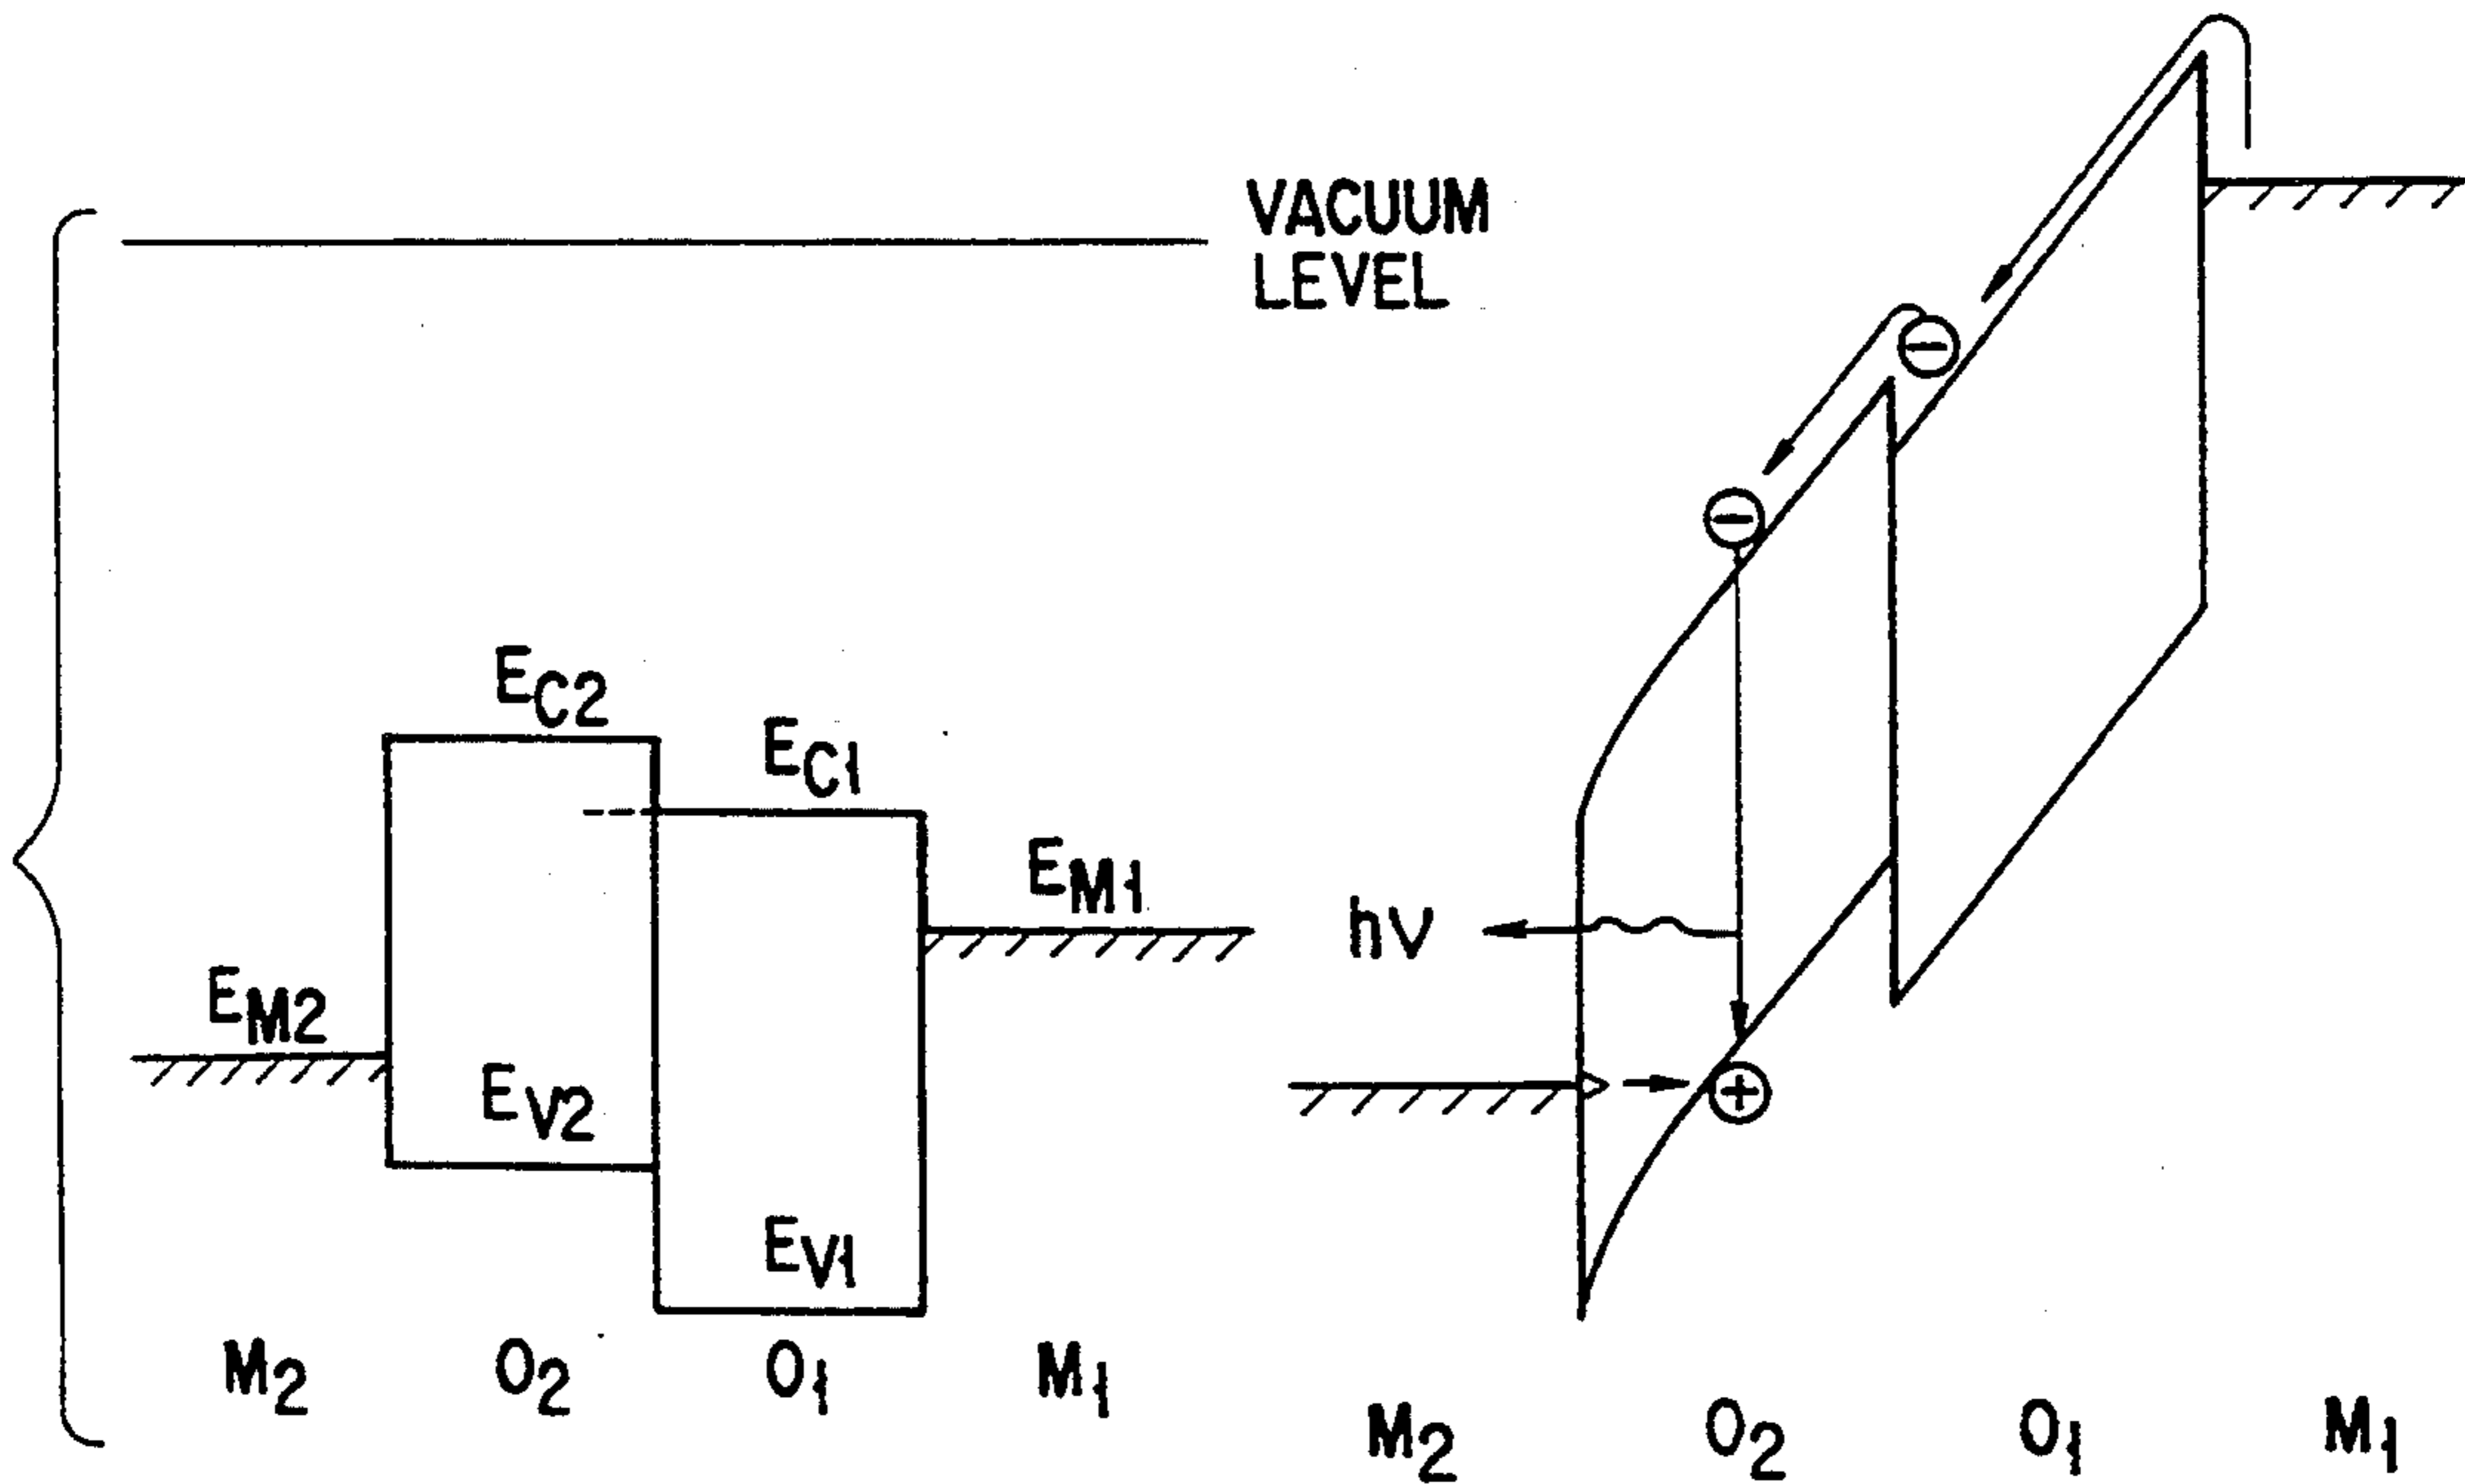 VACUUM
LEVEL
EC2
EC1
EM1
EM2
EV2
EV1
hν
⊖
⊖
⊕
M2 O2 O1 M1
M2 O2 O1 M1